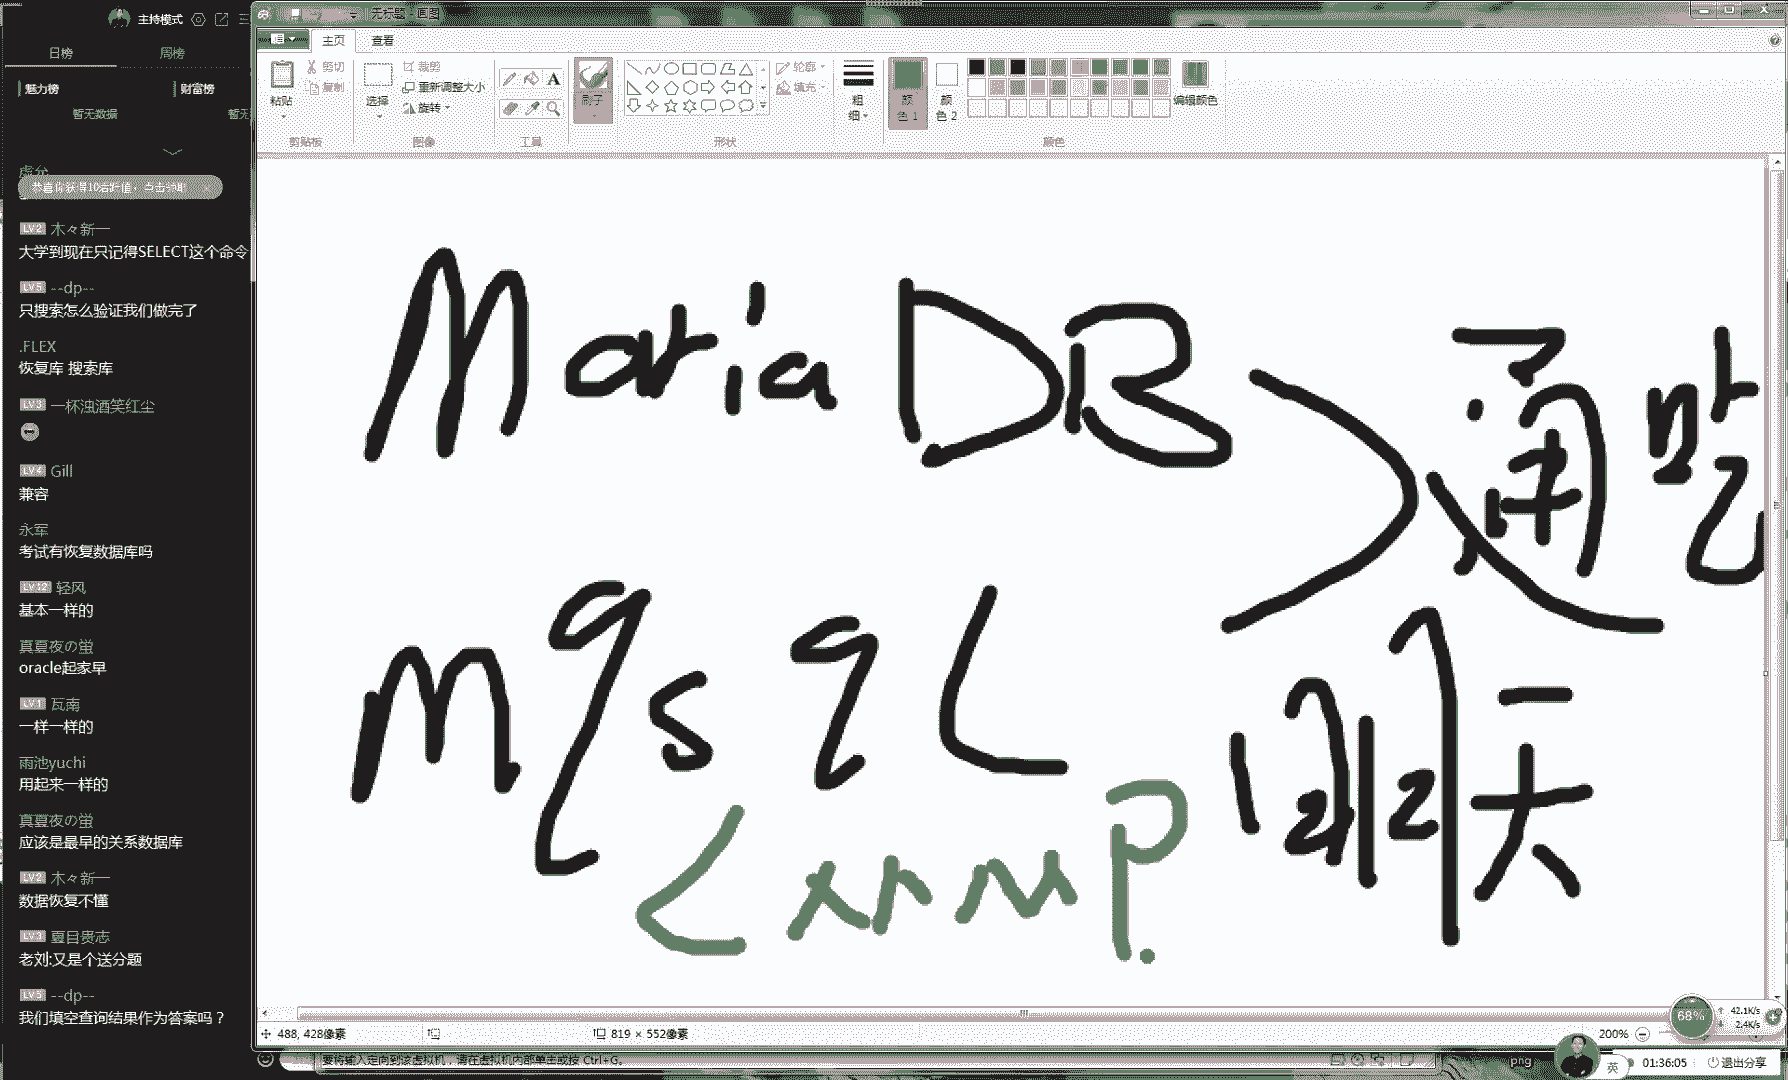 主持模式
无标题 - 画图
日榜 周榜
魅力榜 财富榜
暂无数据 暂无
恭喜你获得10活跃值，点击领取
LV2 木々新一
大学到现在只记得SELECT这个命令
LV5 --dp--
只搜索怎么验证我们做完了
.FLEX
恢复库 搜索库
LV3 一杯浊酒笑红尘
LV4 Gill
兼容
永军
考试有恢复数据库吗
LV12 轻风
基本一样的
真夏夜の蛍
oracle起家早
LV1 瓦南
一样一样的
雨池yuchi
用起来一样的
真夏夜の蛍
应该是最早的关系数据库
LV2 木々新一
数据恢复不懂
LV3 夏目贵志
老刘:又是个送分题
LV5 --dp--
我们填空查询结果作为答案吗？
主页 查看
粘贴 剪切 复制 剪贴板
选择 裁剪 重新调整大小 旋转 图像
A 工具
刷子
轮廓 填充 形状
粗细
颜色 1 颜色 2 编辑颜色 颜色
Maria DB 通吃
mysqL 聊天
Lnmp.
488, 428像素 819 × 552像素 200%
68% 42.1K/s 2.4K/s
要将输入定向到该虚拟机，请在虚拟机内部单击或按 Ctrl+G。
png 英 01:36:05 退出分享